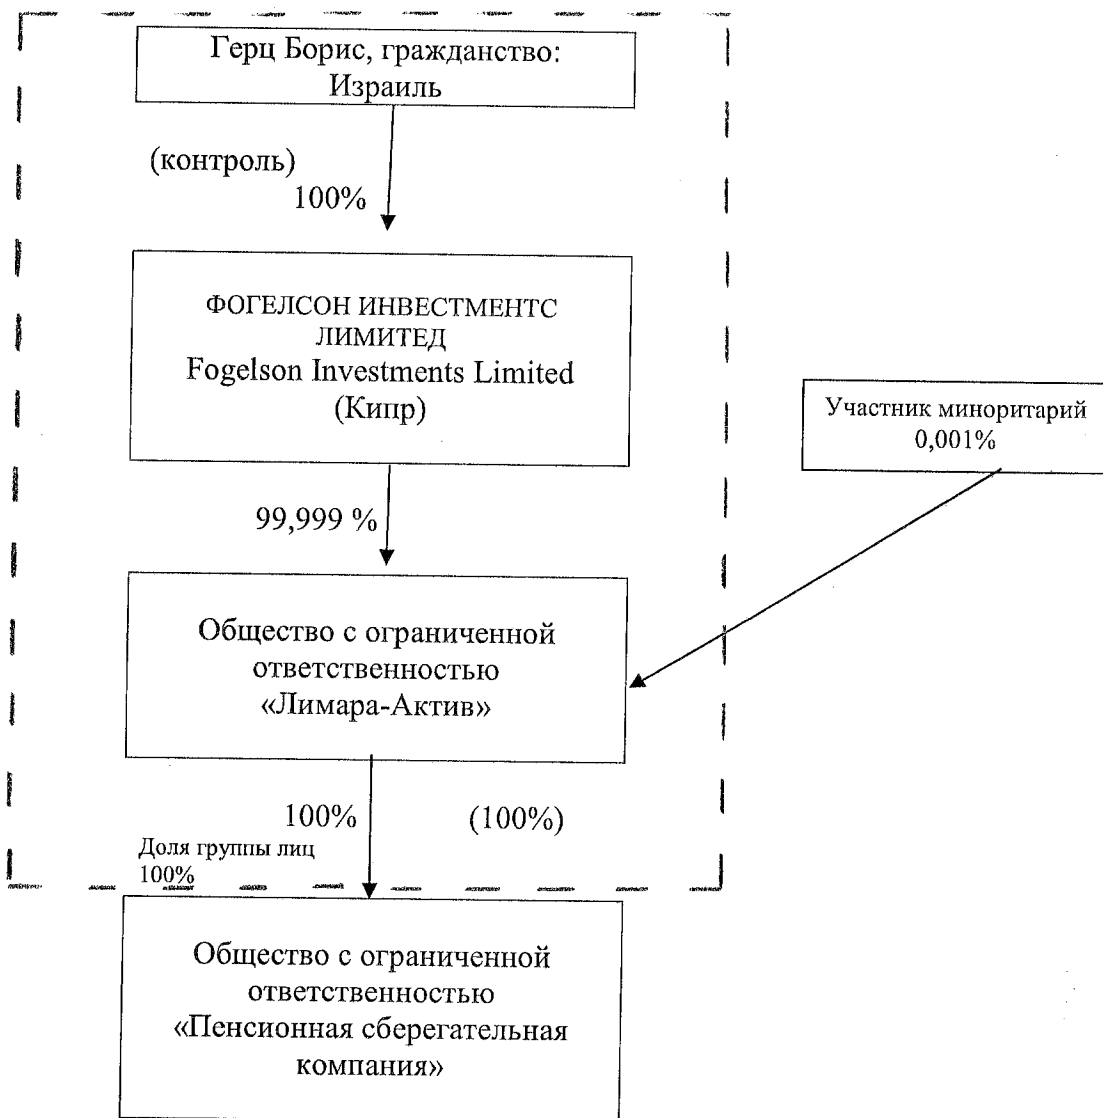 Герц Борис, гражданство:
Израиль
(контроль)
100%
ФОГЕЛСОН ИНВЕСТМЕНТС
ЛИМИТЕД
Fogelson Investments Limited
(Кипр)
Участник миноритарий
0,001%
99,999 %
Общество с ограниченной
ответственностью
«Лимара-Актив»
100% (100%)
Доля группы лиц
100%
Общество с ограниченной
ответственностью
«Пенсионная сберегательная
компания»